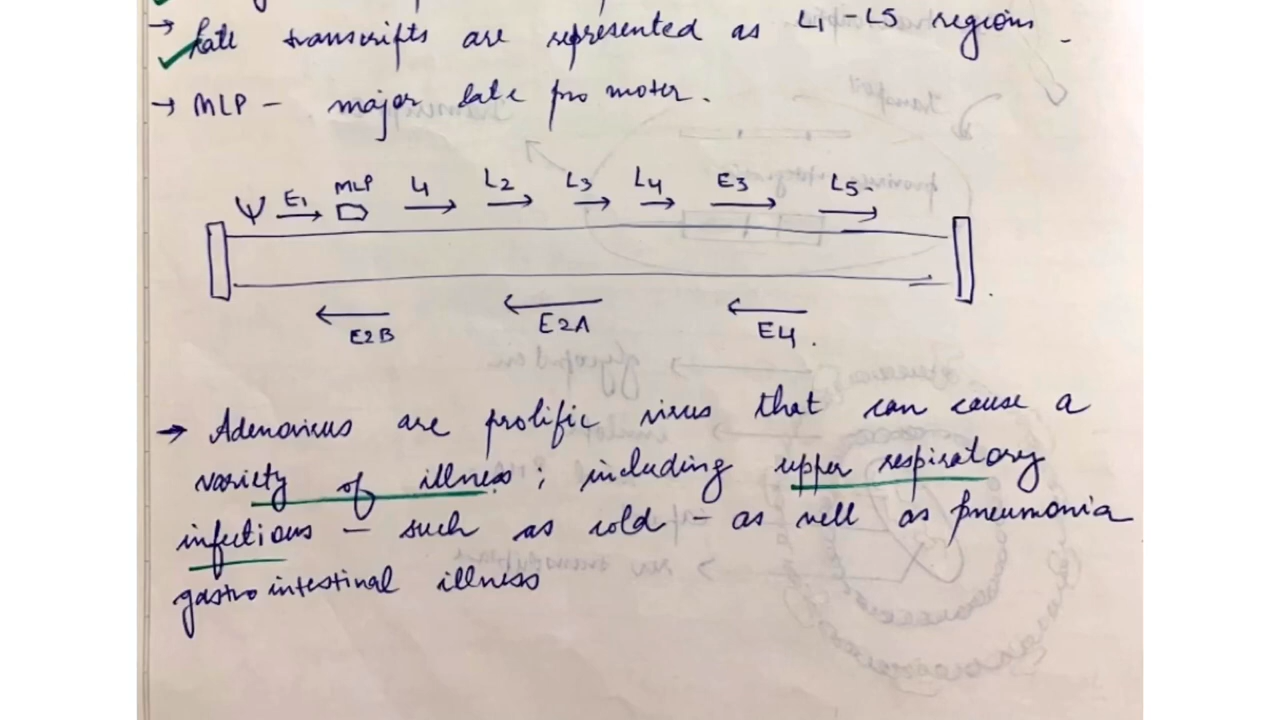 → Late transcripts are represented as L1-L5 regions.
→ MLP - major late promoter.
Ψ E1 MLP L1 L2 L3 L4 E3 L5
E2B E2A E4.
→ Adenovirus are prolific virus that can cause a
variety of illness; including upper respiratory
infections - such as cold - as well as pneumonia
gastrointestinal illness